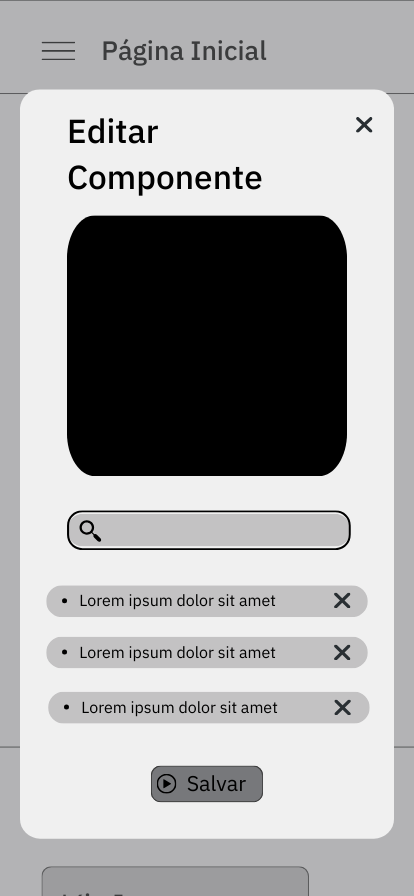 Página Inicial
Editar
Componente
• Lorem ipsum dolor sit amet
• Lorem ipsum dolor sit amet
• Lorem ipsum dolor sit amet
Salvar